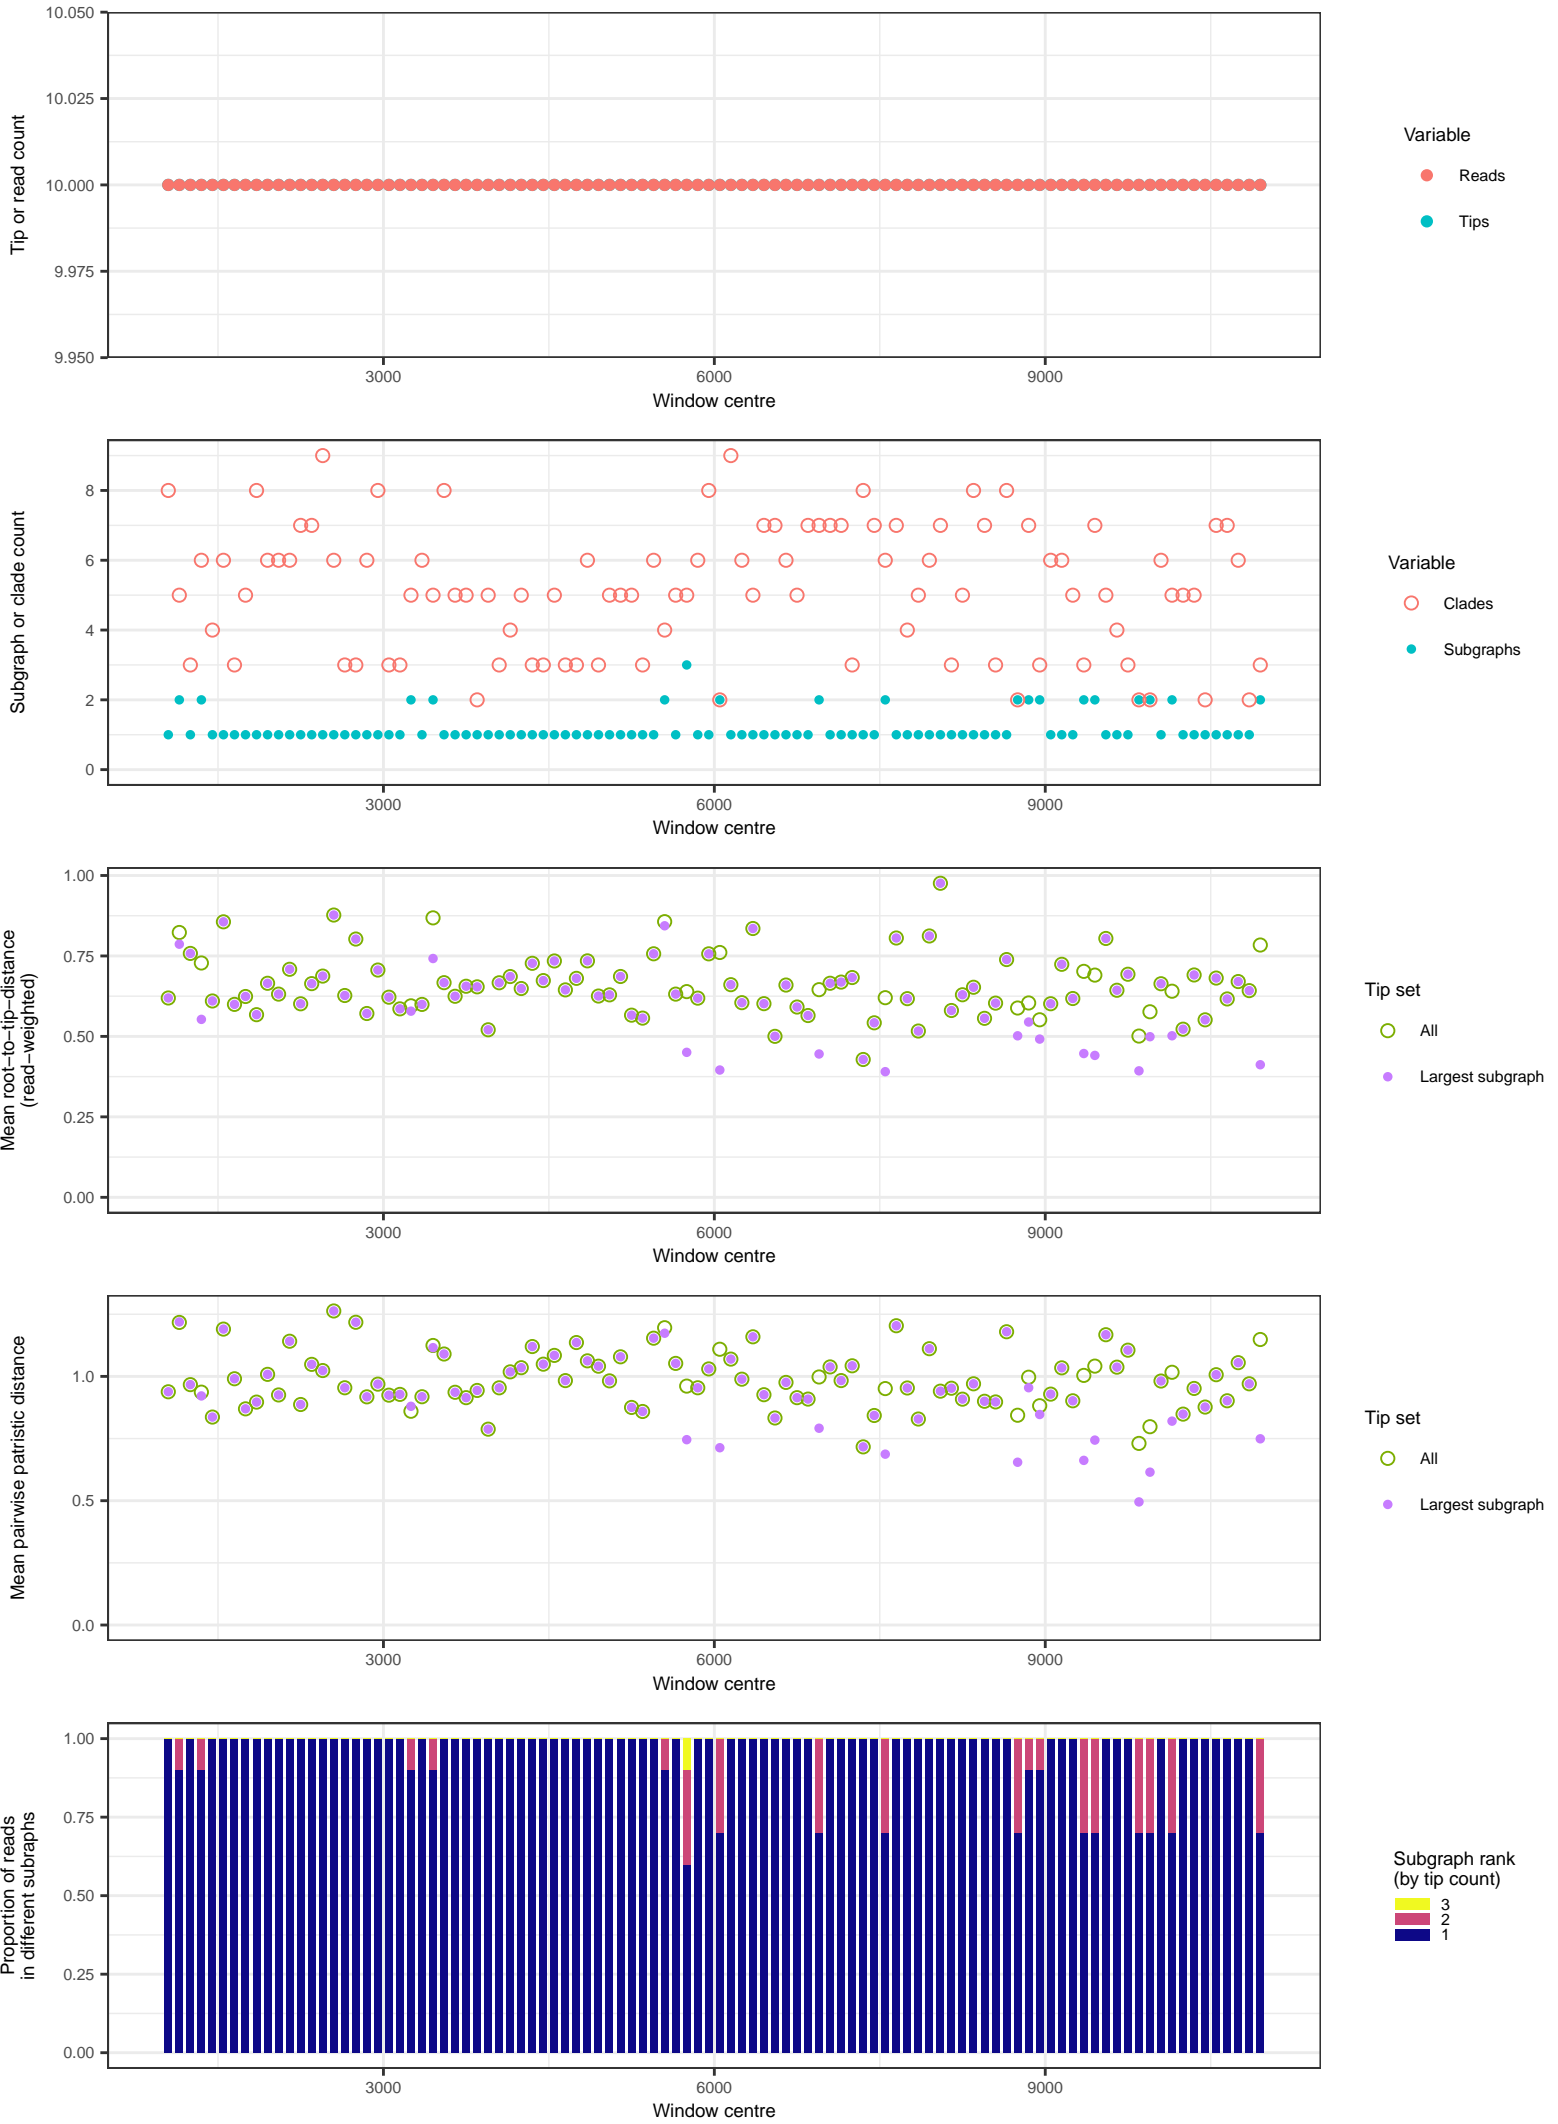 10.050
10.025
10.000
9.975
9.950
Tip or read count
3000 6000 9000
Window centre
Variable
Reads
Tips
8
6
4
2
0
Subgraph or clade count
3000 6000 9000
Window centre
Variable
Clades
Subgraphs
1.00
0.75
0.50
0.25
0.00
Mean root-to-tip-distance
(read-weighted)
3000 6000 9000
Window centre
Tip set
All
Largest subgraph
1.0
0.5
0.0
Mean pairwise patristic distance
3000 6000 9000
Window centre
Tip set
All
Largest subgraph
1.00
0.75
0.50
0.25
0.00
Proportion of reads
in different subraphs
3000 6000 9000
Window centre
Subgraph rank
(by tip count)
3
2
1